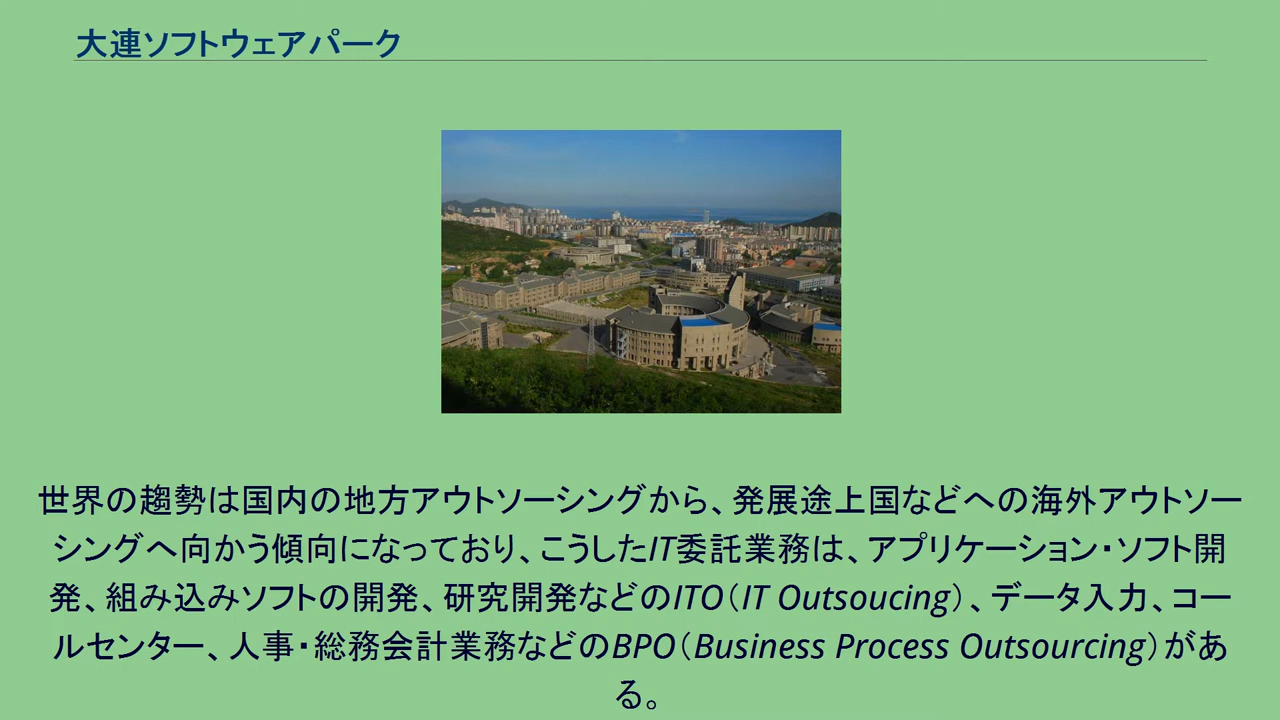 大連ソフトウェアパーク
世界の趨勢は国内の地方アウトソーシングから、発展途上国などへの海外アウトソー
シングへ向かう傾向になっており、こうしたIT委託業務は、アプリケーション・ソフト開
発、組み込みソフトの開発、研究開発などのITO（IT Outsoucing）、データ入力、コー
ルセンター、人事・総務会計業務などのBPO（Business Process Outsourcing）があ
る。